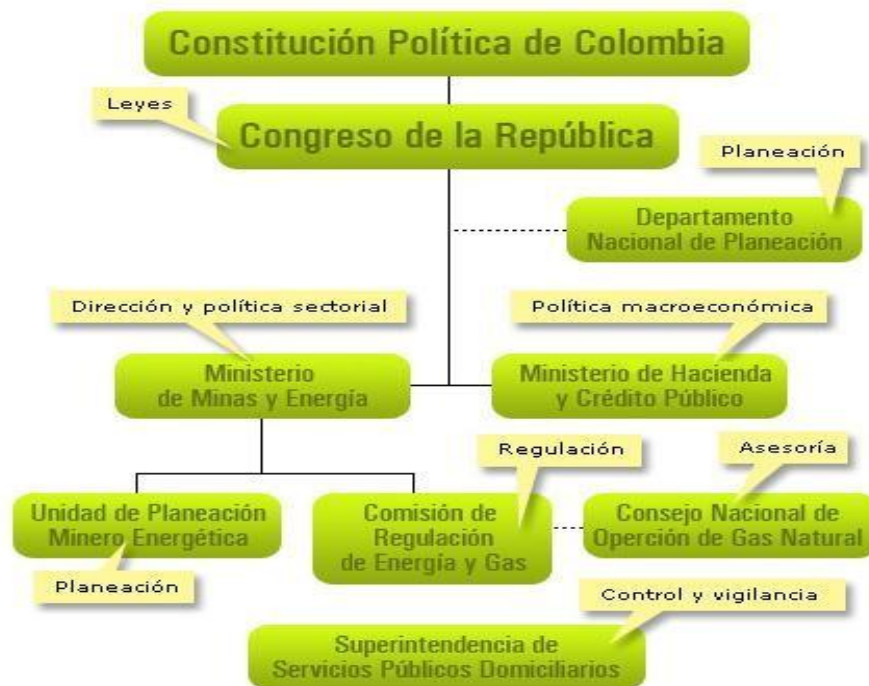 Constitución Política de Colombia
Leyes
Congreso de la República
Planeación
Departamento
Nacional de Planeación
Dirección y política sectorial
Política macroeconómica
Ministerio
de Minas y Energía
Ministerio de Hacienda
y Crédito Público
Regulación
Asesoría
Unidad de Planeación
Minero Energética
Comisión de
Regulación
de Energía y Gas
Consejo Nacional de
Operción de Gas Natural
Planeación
Control y vigilancia
Superintendencia de
Servicios Públicos Domiciliarios